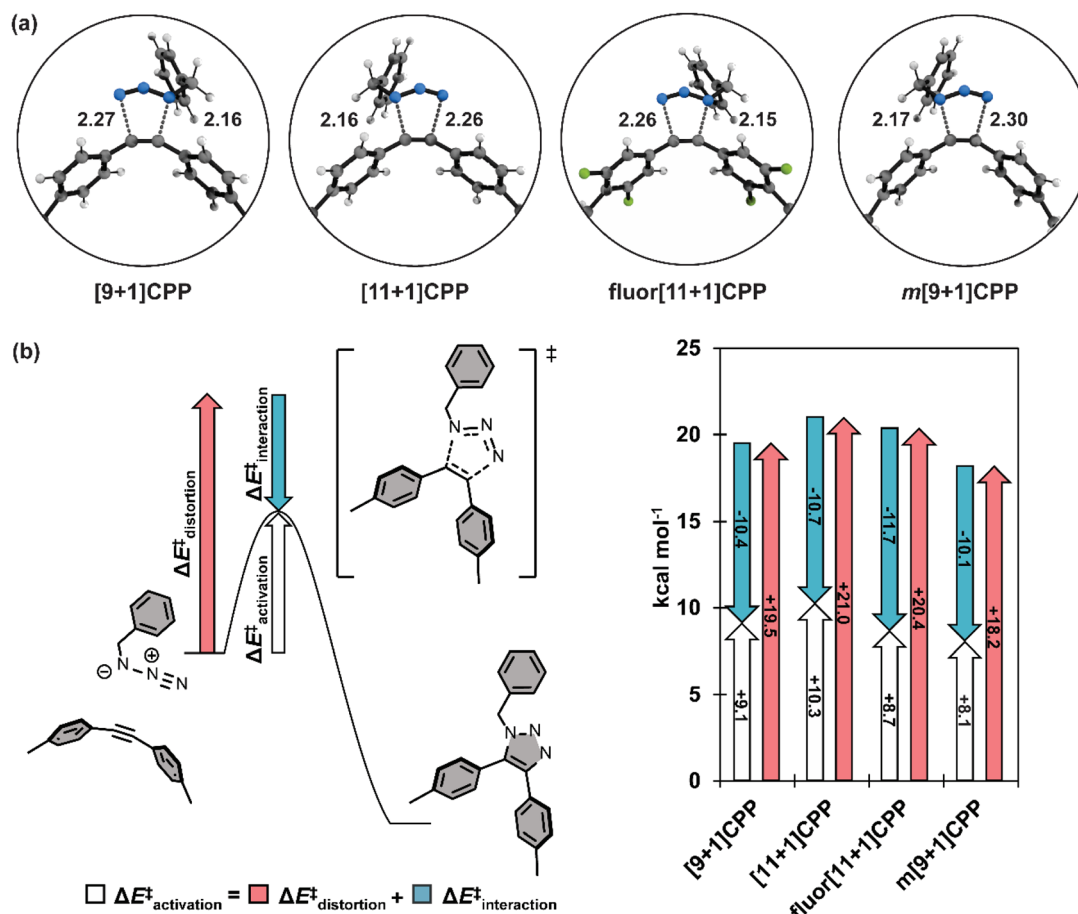 (a)
2.27
2.16
2.16
2.26
2.26
2.15
2.17
2.30
[9+1]CPP
[11+1]CPP
fluor[11+1]CPP
m[9+1]CPP
(b)
ΔE‡distortion
ΔE‡interaction
ΔE‡activation
N
N
N
⊖
⊕
N
N
N
‡
N
N
N
25
20
15
10
5
0
kcal mol-1
-10.4
+9.1
+19.5
-10.7
+10.3
+21.0
-11.7
+8.7
+20.4
-10.1
+8.1
+18.2
[9+1]CPP
[11+1]CPP
fluor[11+1]CPP
m[9+1]CPP
ΔE‡activation = ΔE‡distortion + ΔE‡interaction